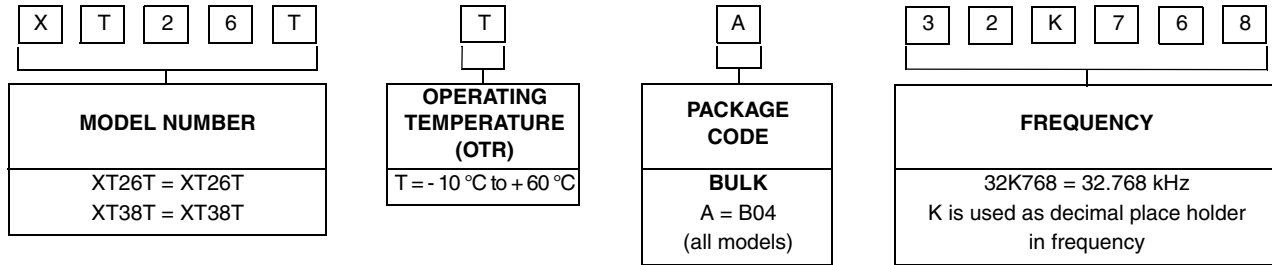 X T 2 6 T T A 3 2 K 7 6 8
MODEL NUMBER
XT26T = XT26T
XT38T = XT38T
OPERATING
TEMPERATURE
(OTR)
T = - 10 °C to + 60 °C
PACKAGE
CODE
BULK
A = B04
(all models)
FREQUENCY
32K768 = 32.768 kHz
K is used as decimal place holder
in frequency